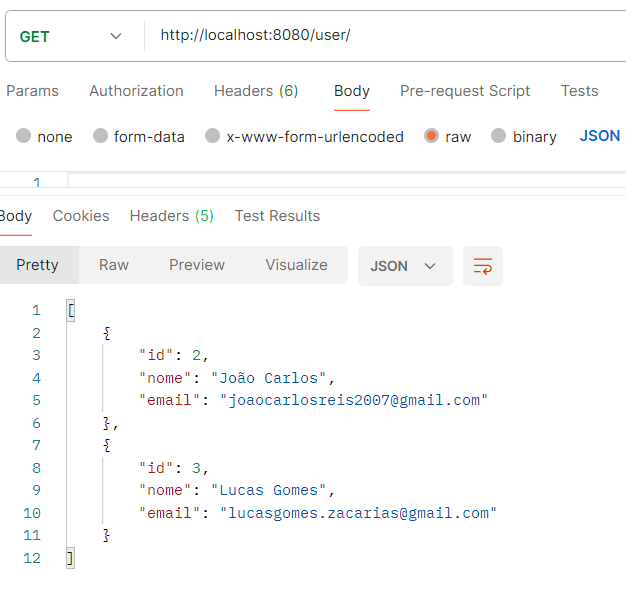 GET http://localhost:8080/user/
Params Authorization Headers (6) Body Pre-request Script Tests
none form-data x-www-form-urlencoded raw binary JSON
1
Body Cookies Headers (5) Test Results
Pretty Raw Preview Visualize JSON
1 [
2 {
3 "id": 2,
4 "nome": "João Carlos",
5 "email": "joaocarlosreis2007@gmail.com"
6 },
7 {
8 "id": 3,
9 "nome": "Lucas Gomes",
10 "email": "lucasgomes.zacarias@gmail.com"
11 }
12 ]